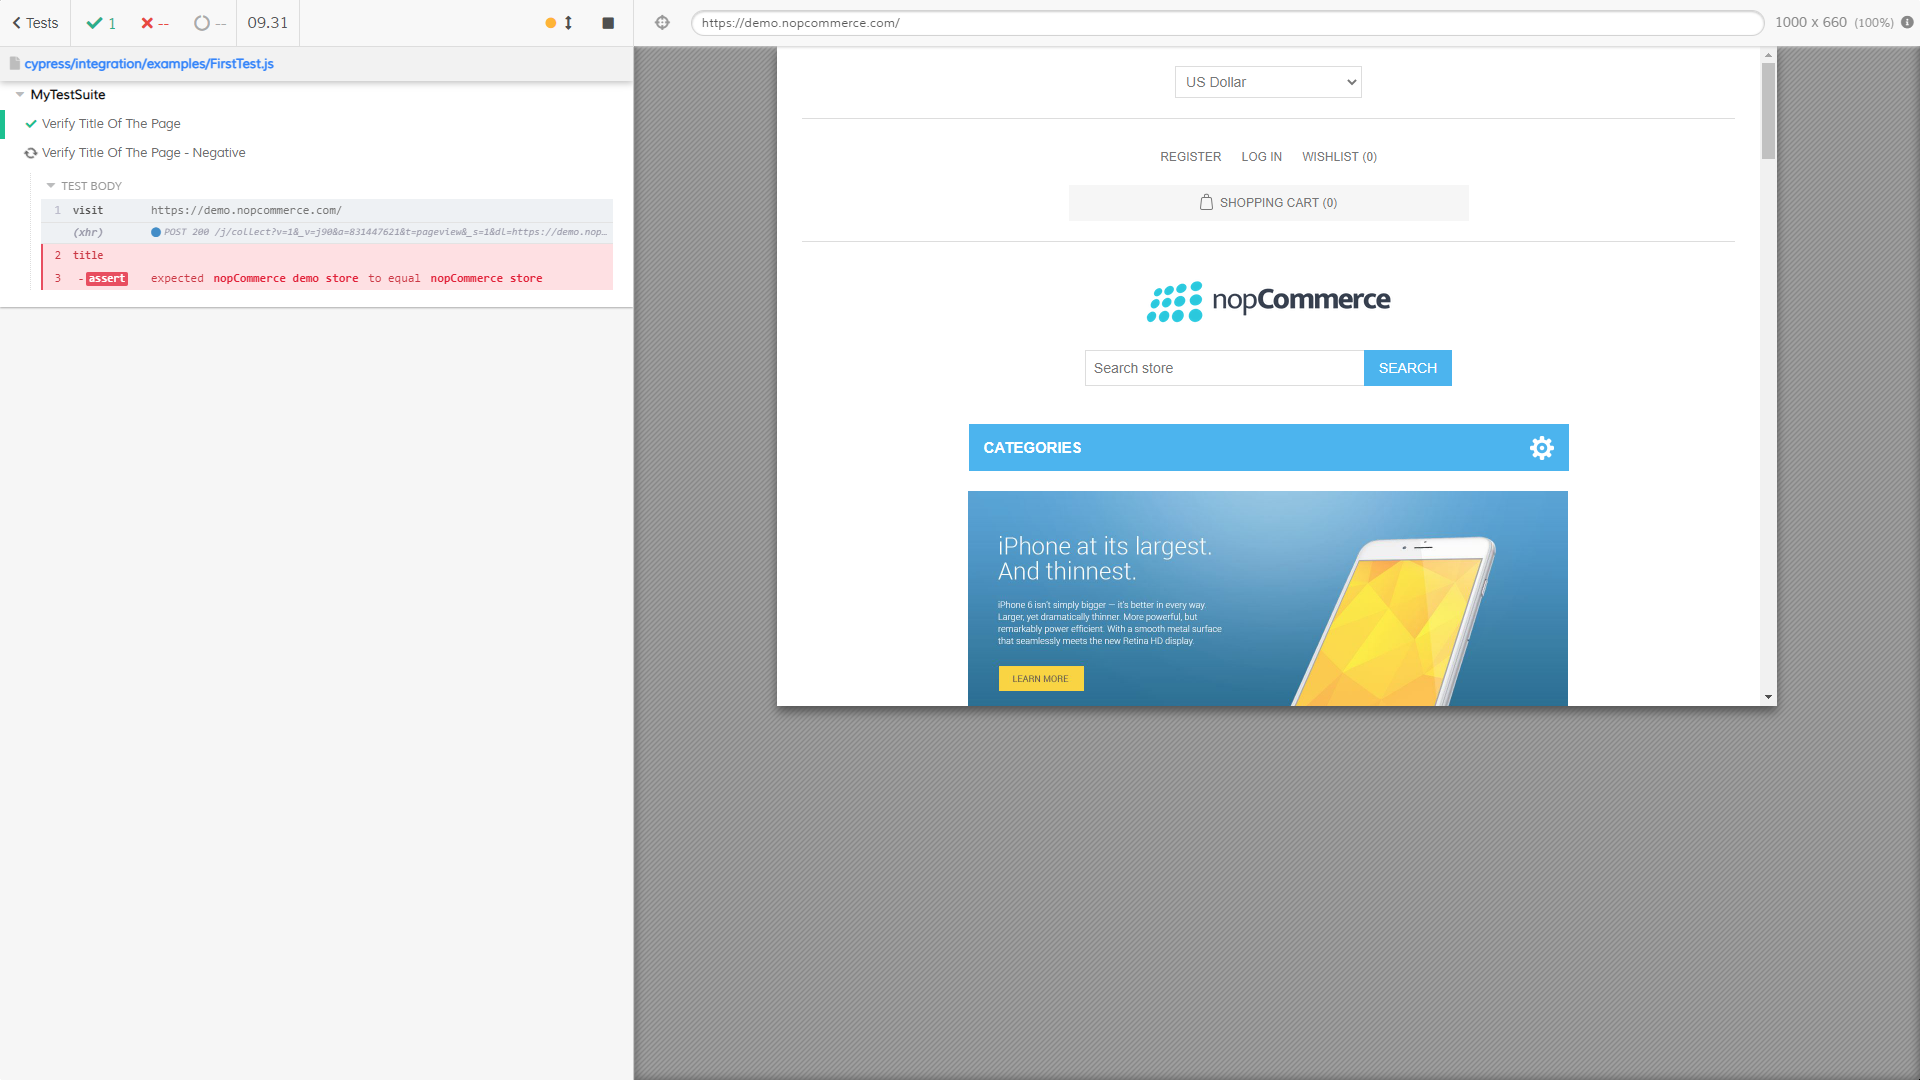 Tests
1
--
--
09.31
https://demo.nopcommerce.com/
1000 x 660 (100%)
cypress/integration/examples/FirstTest.js
MyTestSuite
Verify Title Of The Page
Verify Title Of The Page - Negative
TEST BODY
1 visit https://demo.nopcommerce.com/
(xhr) POST 200 /j/collect?v=1&_v=j90&a=831447621&t=pageview&_s=1&dl=https://demo.nop...
2 title
3 -assert expected nopCommerce demo store to equal nopCommerce store
US Dollar
REGISTER LOG IN WISHLIST (0)
SHOPPING CART (0)
nopCommerce
Search store SEARCH
CATEGORIES
iPhone at its largest.
And thinnest.
iPhone 6 isn't simply bigger — it's better in every way.
Larger, yet dramatically thinner. More powerful, but
remarkably power efficient. With a smooth metal surface
that seamlessly meets the new Retina HD display.
LEARN MORE